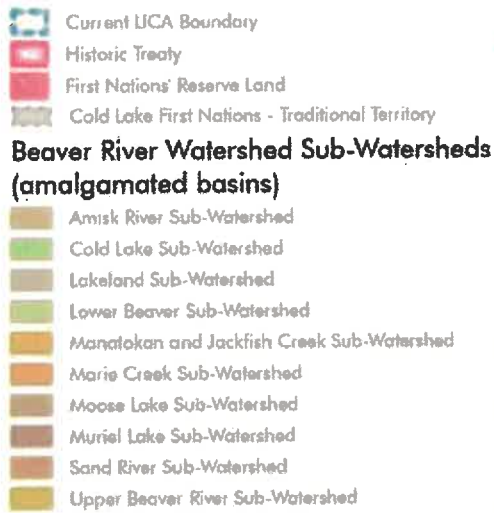 Current LICA Boundary
Historic Treaty
First Nations' Reserve Land
Cold Lake First Nations - Traditional Territory
Beaver River Watershed Sub-Watersheds
(amalgamated basins)
Amisk River Sub-Watershed
Cold Lake Sub-Watershed
Lakeland Sub-Watershed
Lower Beaver Sub-Watershed
Manatokan and Jackfish Creek Sub-Watershed
Marie Creek Sub-Watershed
Moose Lake Sub-Watershed
Muriel Lake Sub-Watershed
Sand River Sub-Watershed
Upper Beaver River Sub-Watershed